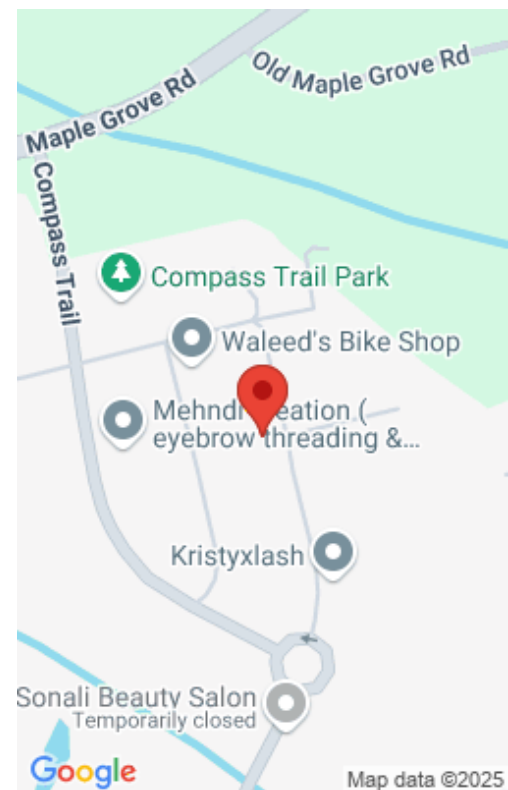 Old Maple Grove Rd
Maple Grove Rd
Compass Trail
Compass Trail Park
Waleed's Bike Shop
Mehndi eation (
eyebrow threading &...
Kristyxlash
Sonali Beauty Salon
Temporarily closed
Google
Map data ©2025